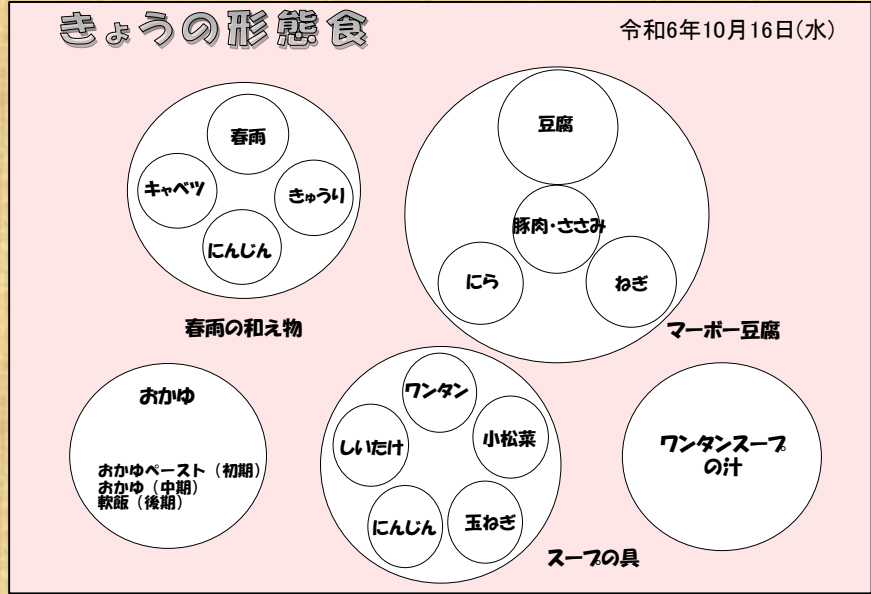 きょうの形態食
令和6年10月16日(水)
春雨
キャベツ
きゅうり
にんじん
春雨の和え物
豆腐
豚肉・ささみ
にら
ねぎ
マーボー豆腐
おかゆ
おかゆペースト（初期）
おかゆ（中期）
軟飯（後期）
ワンタン
しいたけ
小松菜
にんじん
玉ねぎ
スープの具
ワンタンスープ
の汁